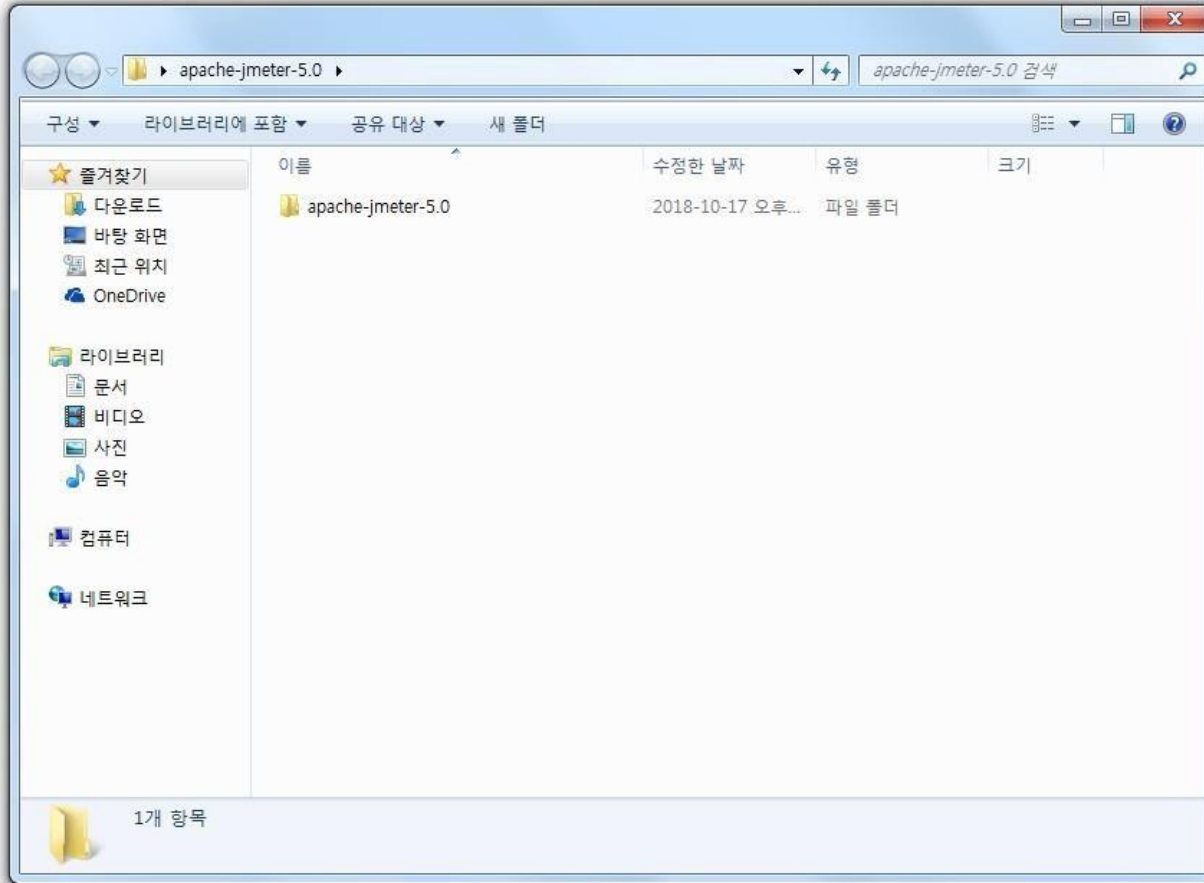 apache-jmeter-5.0
apache-jmeter-5.0 검색
구성 라이브러리에 포함 공유 대상 새 폴더
즐겨찾기
다운로드
바탕 화면
최근 위치
OneDrive
라이브러리
문서
비디오
사진
음악
컴퓨터
네트워크
이름 수정한 날짜 유형 크기
apache-jmeter-5.0 2018-10-17 오후... 파일 폴더
1개 항목